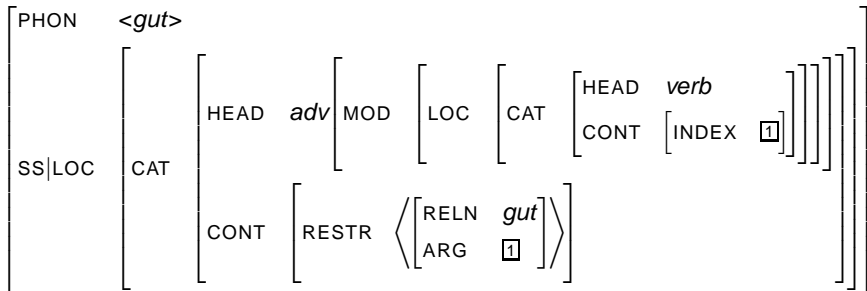 PHON <gut>
HEAD verb
HEAD adv MOD LOC CAT
CONT INDEX 1
SS|LOC CAT
RELN gut
CONT RESTR
ARG 1